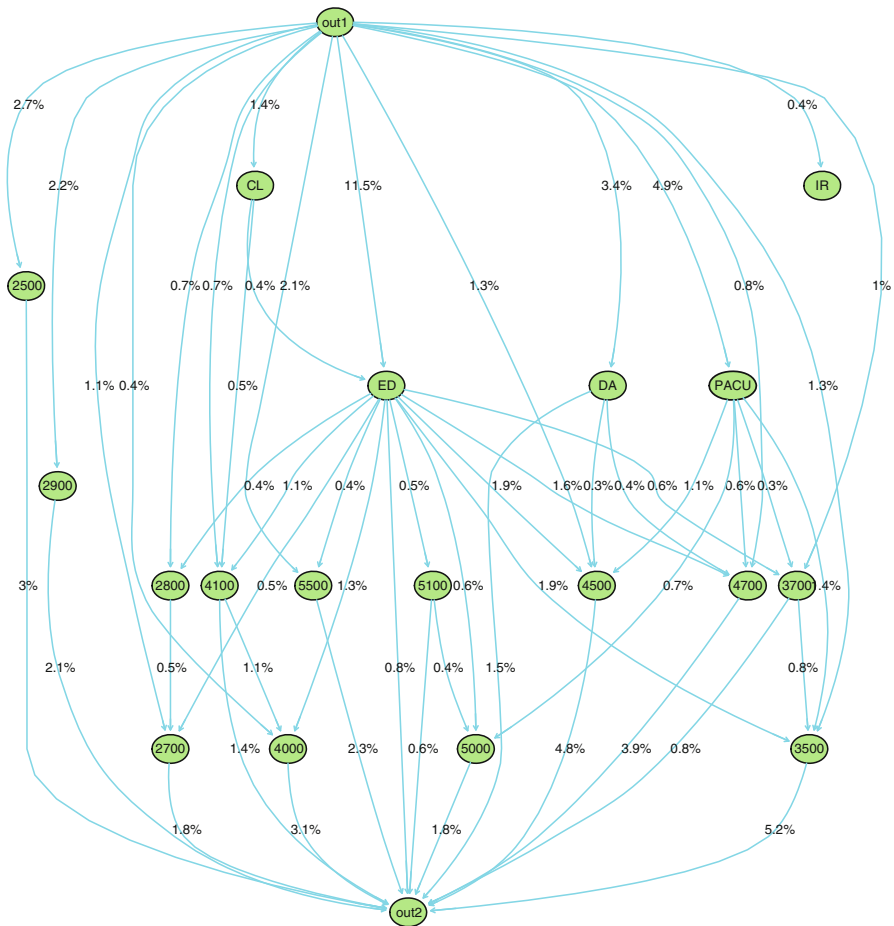 out1
2.7% 1.4% 0.4%
2.2% CL 11.5% 3.4% 4.9% IR
2500 0.7% 0.7% 0.4% 2.1% 1.3% 0.8% 1%
1.1% 0.4% 0.5% ED DA PACU 1.3%
2900 0.4% 1.1% 0.4% 0.5% 1.9% 1.6% 0.3% 0.4% 0.6% 1.1% 0.6% 0.3%
3% 2800 4100 0.5% 5500 1.3% 5100 0.6% 1.9% 4500 0.7% 4700 3700 1.4%
2.1% 0.5% 1.1% 0.8% 0.4% 1.5% 0.8%
2700 1.4% 4000 2.3% 0.6% 5000 4.8% 3.9% 0.8% 3500
1.8% 3.1% 1.8% 5.2%
out2